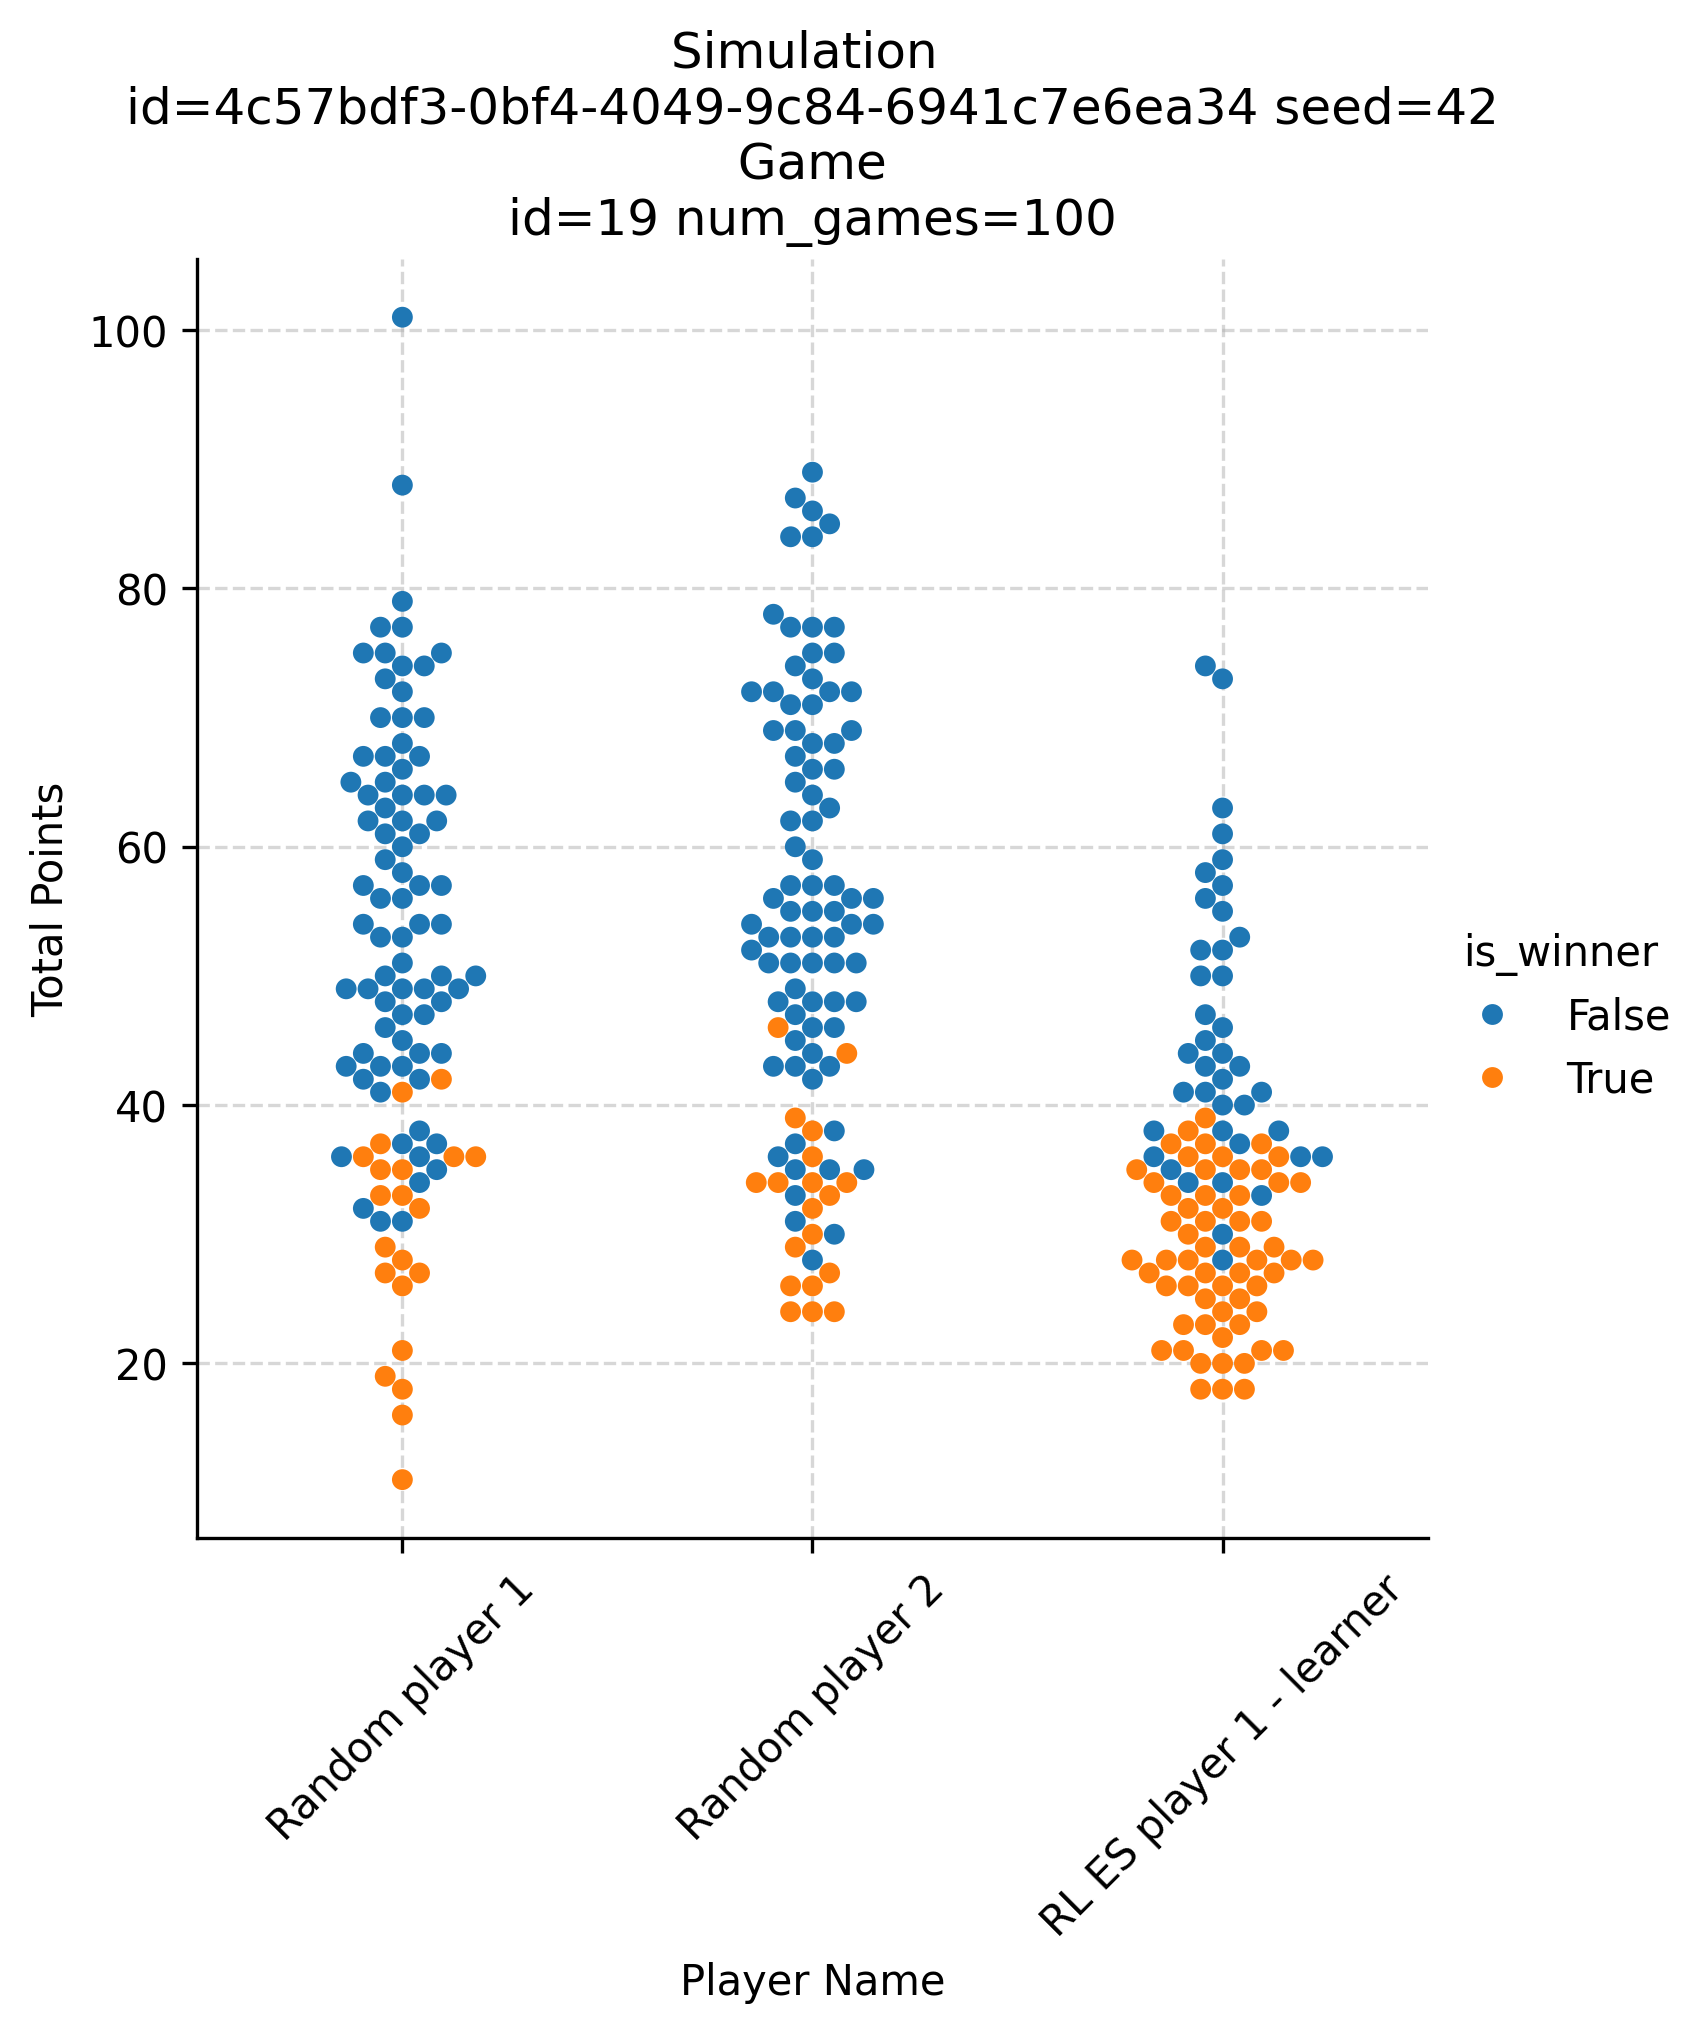 Simulation
id=4c57bdf3-0bf4-4049-9c84-6941c7e6ea34 seed=42
Game
id=19 num_games=100
100
80
60
40
20
Total Points
is_winner
False
True
Random player 1
Random player 2
RL ES player 1 - learner
Player Name